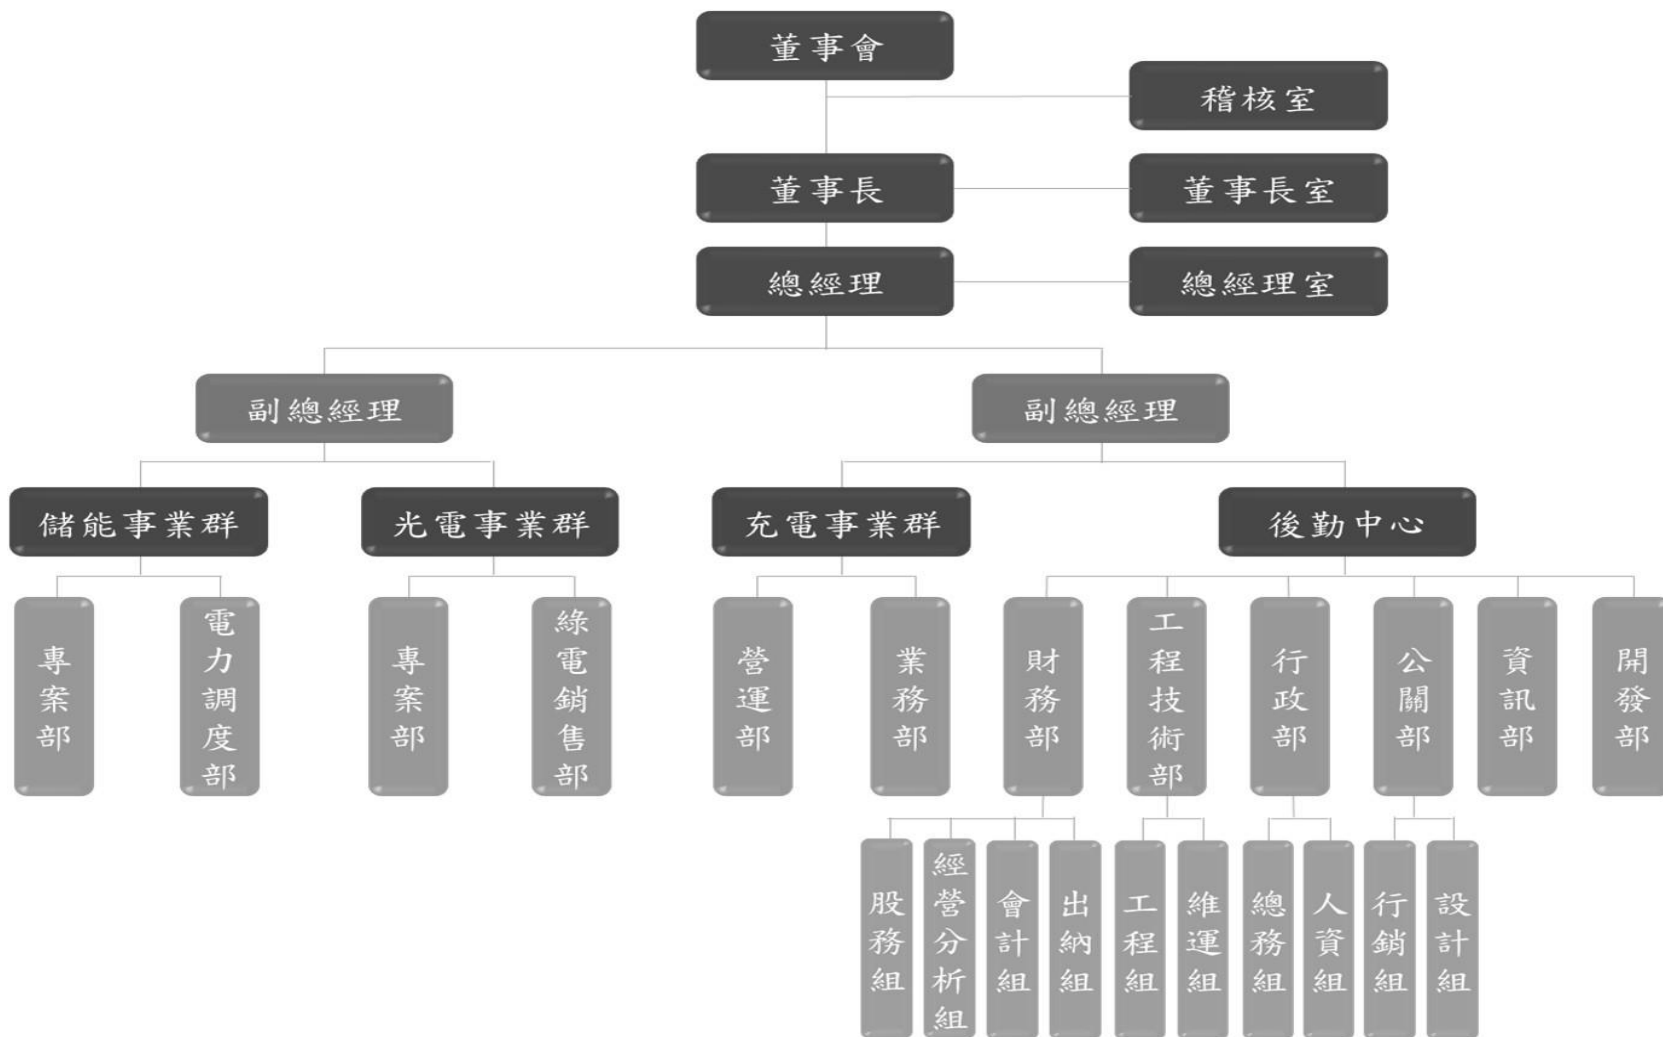 董事會
稽核室
董事長
董事長室
總經理
總經理室
副總經理
副總經理
儲能事業群
光電事業群
充電事業群
後勤中心
專案部
電力調度部
專案部
綠電銷售部
營運部
業務部
財務部
工程技術部
行政部
公關部
資訊部
開發部
股務組
經營分析組
會計組
出納組
工程組
維運組
總務組
人資組
行銷組
設計組